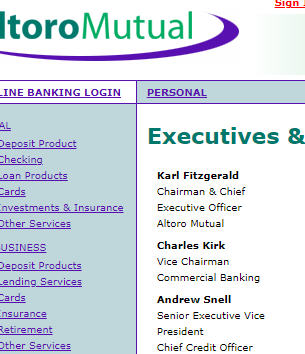 Sign
ltoroMutual
LINE BANKING LOGIN
PERSONAL
AL
Deposit Product
Checking
Loan Products
Cards
Investments & Insurance
Other Services
BUSINESS
Deposit Products
Lending Services
Cards
Insurance
Retirement
Other Services
Executives &
Karl Fitzgerald
Chairman & Chief
Executive Officer
Altoro Mutual
Charles Kirk
Vice Chairman
Commercial Banking
Andrew Snell
Senior Executive Vice
President
Chief Credit Officer